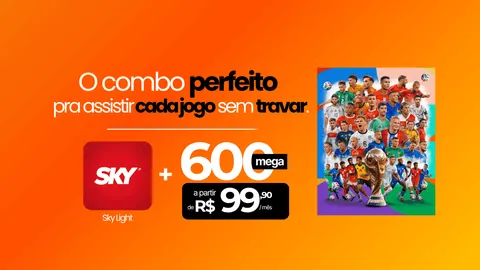 O combo perfeito
pra assistir cada jogo sem travar.
SKY
Sky Light
+
600
mega
a partir
de R$ 99,90
/mês